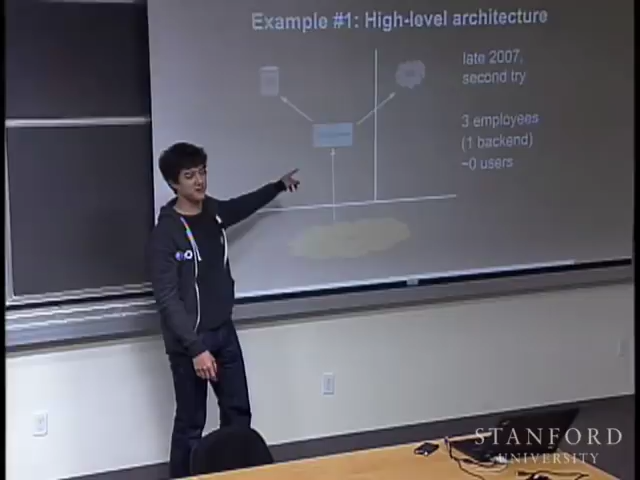 Example #1: High-level architecture
late 2007,
second try
3 employees
(1 backend)
~0 users
STANFORD
UNIVERSITY